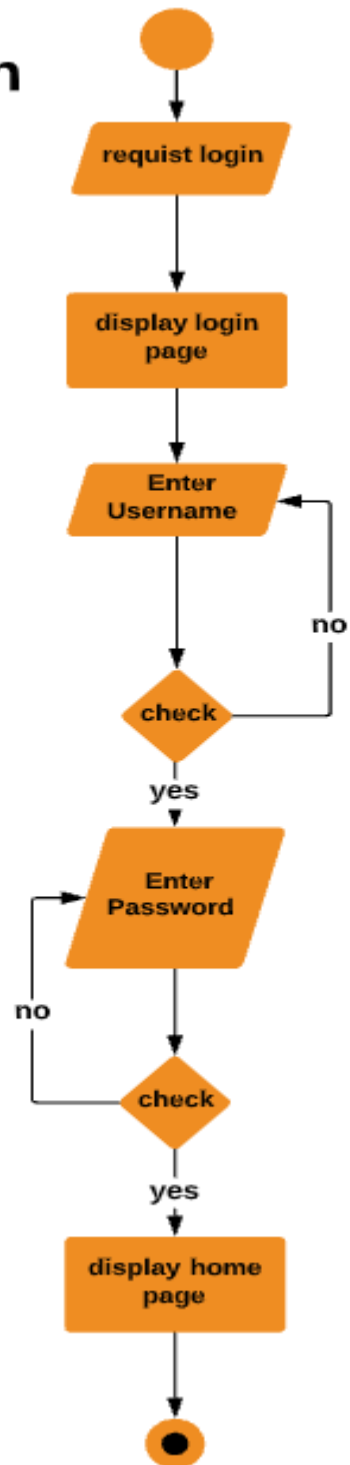 n
requist login
display login
page
Enter
Username
no
check
yes
Enter
Password
no
check
yes
display home
page